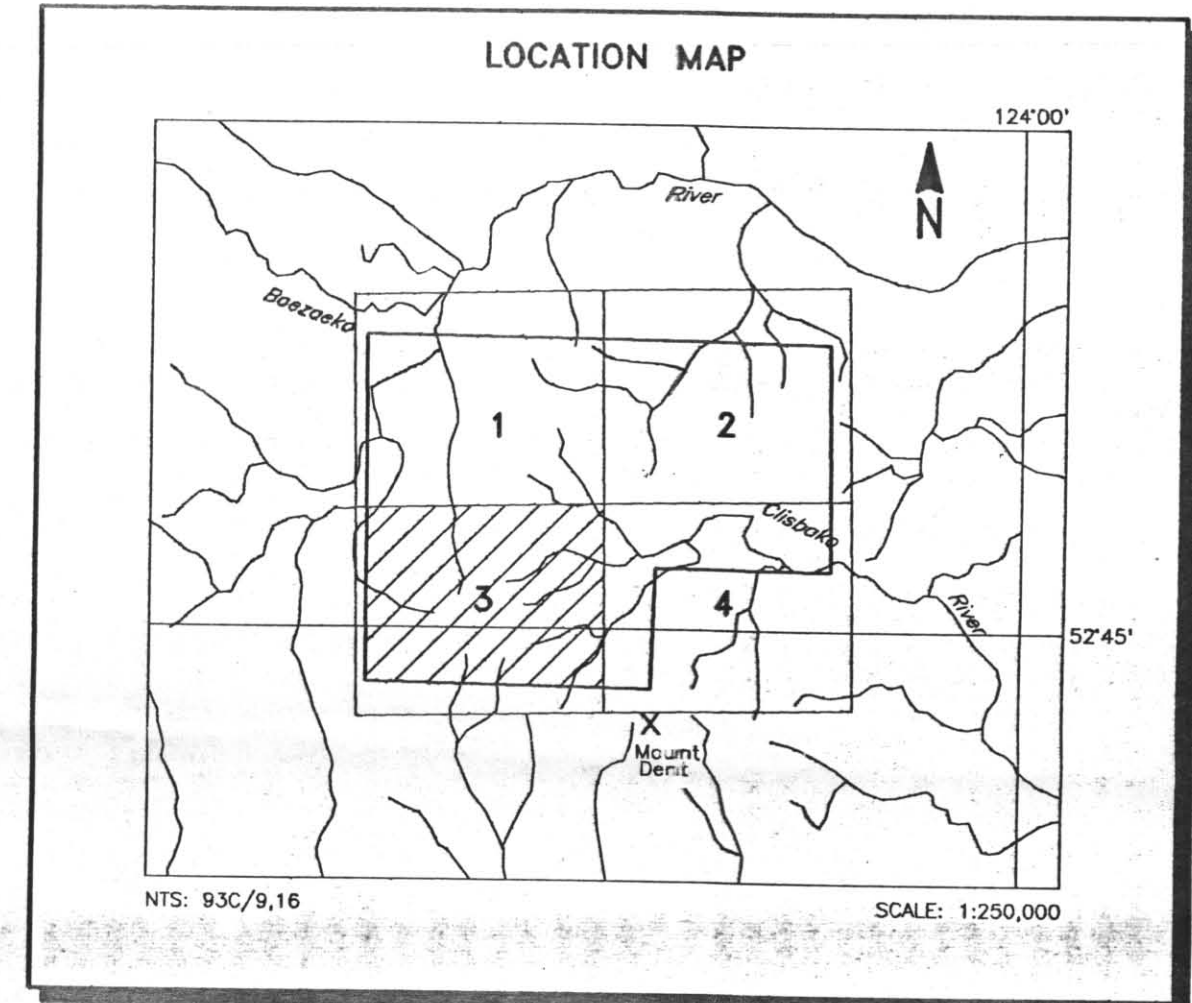 LOCATION MAP
124°00'
River
N
Baezaeko
1
2
Clisbako
3
4
River
52°45'
X
Mount
Dent
NTS: 93C/9,16
SCALE: 1:250,000